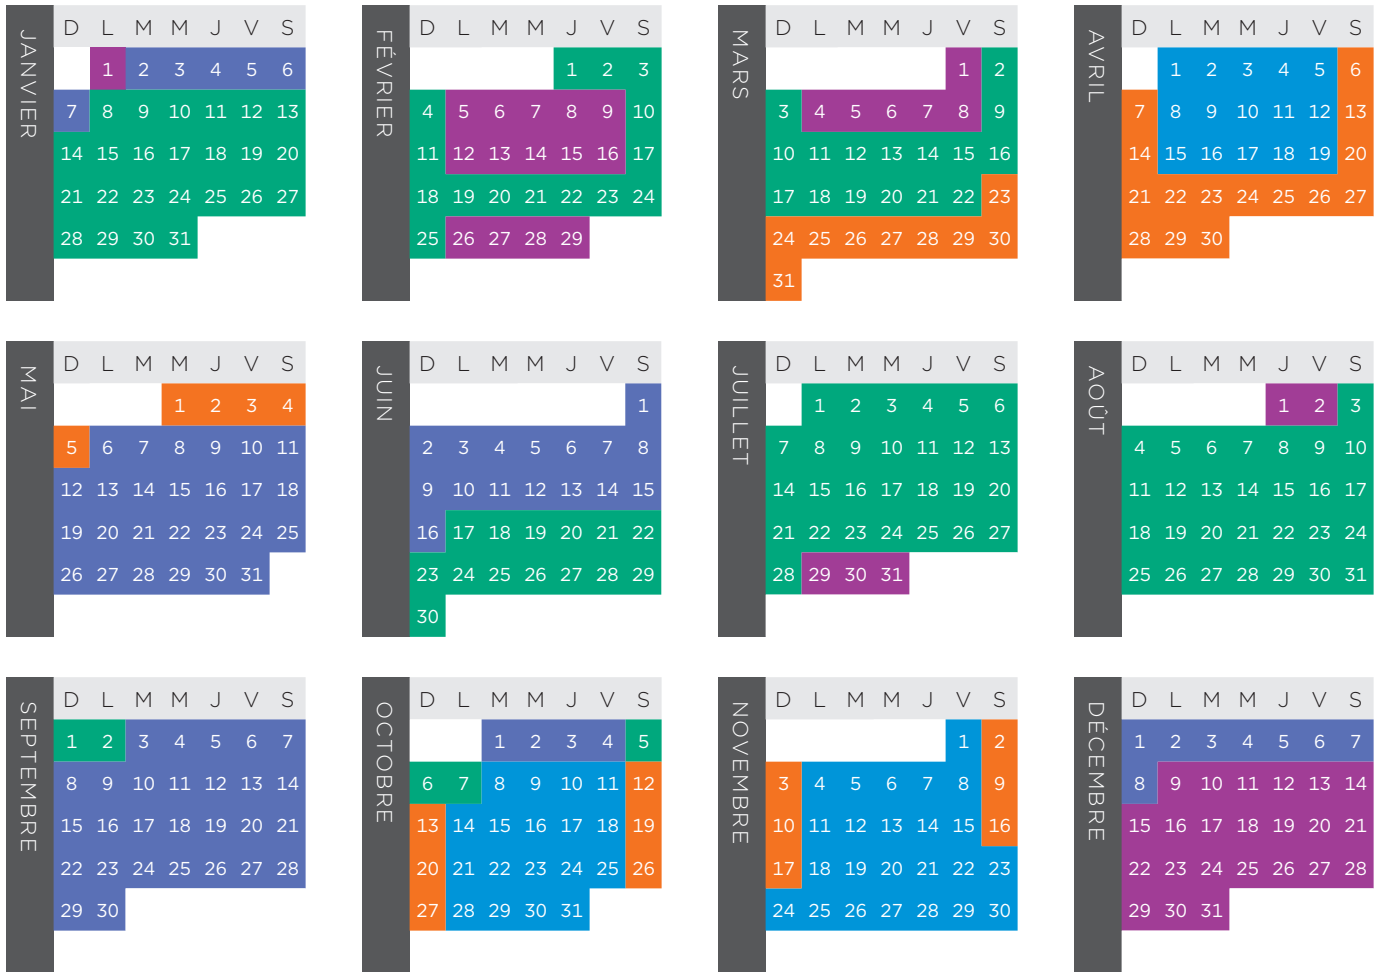 JANVIER
D L M M J V S
1 2 3 4 5 6
7 8 9 10 11 12 13
14 15 16 17 18 19 20
21 22 23 24 25 26 27
28 29 30 31
FÉVRIER
D L M M J V S
1 2 3
4 5 6 7 8 9 10
11 12 13 14 15 16 17
18 19 20 21 22 23 24
25 26 27 28 29
MARS
D L M M J V S
1 2
3 4 5 6 7 8 9
10 11 12 13 14 15 16
17 18 19 20 21 22 23
24 25 26 27 28 29 30
31
AVRIL
D L M M J V S
1 2 3 4 5 6
7 8 9 10 11 12 13
14 15 16 17 18 19 20
21 22 23 24 25 26 27
28 29 30
MAI
D L M M J V S
1 2 3 4
5 6 7 8 9 10 11
12 13 14 15 16 17 18
19 20 21 22 23 24 25
26 27 28 29 30 31
JUIN
D L M M J V S
1
2 3 4 5 6 7 8
9 10 11 12 13 14 15
16 17 18 19 20 21 22
23 24 25 26 27 28 29
30
JUILLET
D L M M J V S
1 2 3 4 5 6
7 8 9 10 11 12 13
14 15 16 17 18 19 20
21 22 23 24 25 26 27
28 29 30 31
AOÛT
D L M M J V S
1 2 3
4 5 6 7 8 9 10
11 12 13 14 15 16 17
18 19 20 21 22 23 24
25 26 27 28 29 30 31
SEPTEMBRE
D L M M J V S
1 2 3 4 5 6 7
8 9 10 11 12 13 14
15 16 17 18 19 20 21
22 23 24 25 26 27 28
29 30
OCTOBRE
D L M M J V S
1 2 3 4 5
6 7 8 9 10 11 12
13 14 15 16 17 18 19
20 21 22 23 24 25 26
27 28 29 30 31
NOVEMBRE
D L M M J V S
1 2
3 4 5 6 7 8 9
10 11 12 13 14 15 16
17 18 19 20 21 22 23
24 25 26 27 28 29 30
DÉCEMBRE
D L M M J V S
1 2 3 4 5 6 7
8 9 10 11 12 13 14
15 16 17 18 19 20 21
22 23 24 25 26 27 28
29 30 31